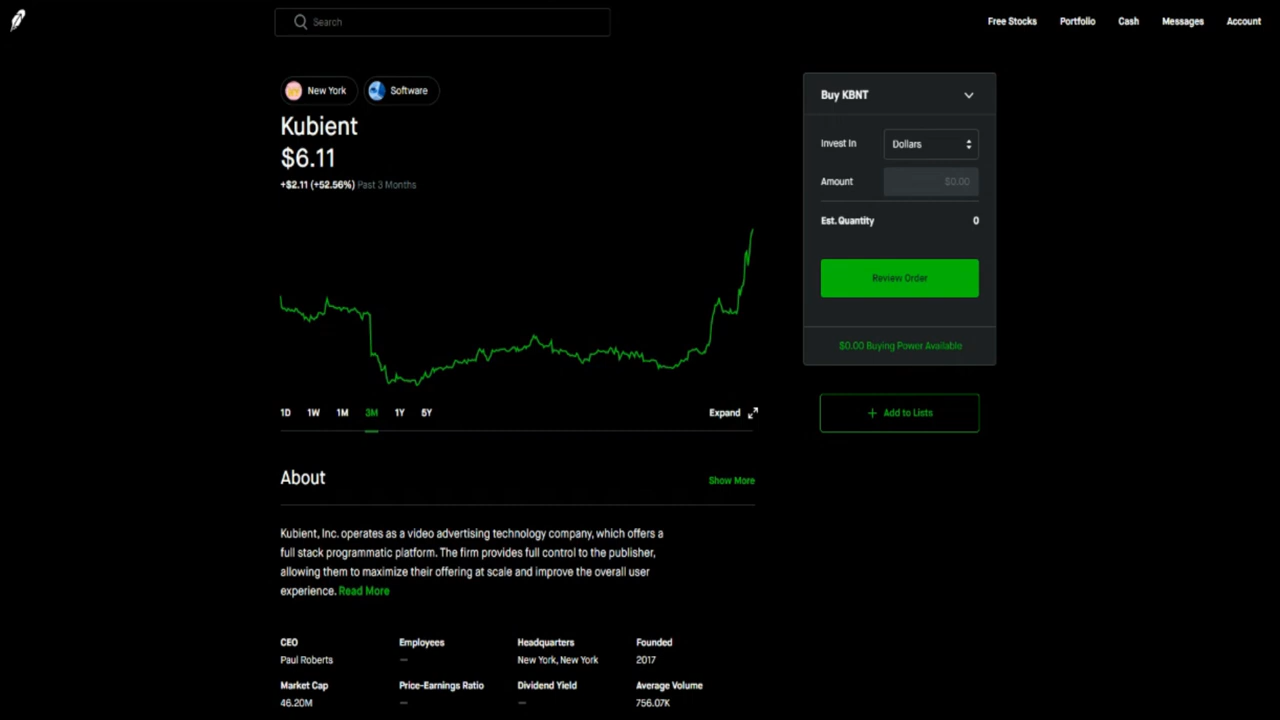 Search
Free Stocks Portfolio Cash Messages Account
New York Software
Kubient
$6.11
+$2.11 (+52.56%) Past 3 Months
1D 1W 1M 3M 1Y 5Y
Expand
Buy KBNT
Invest In Dollars
Amount $0.00
Est. Quantity 0
Review Order
$0.00 Buying Power Available
+ Add to Lists
About
Show More
Kubient, Inc. operates as a video advertising technology company, which offers a
full stack programmatic platform. The firm provides full control to the publisher,
allowing them to maximize their offering at scale and improve the overall user
experience. Read More
CEO Employees Headquarters Founded
Paul Roberts — New York, New York 2017
Market Cap Price-Earnings Ratio Dividend Yield Average Volume
46.20M — — 756.07K